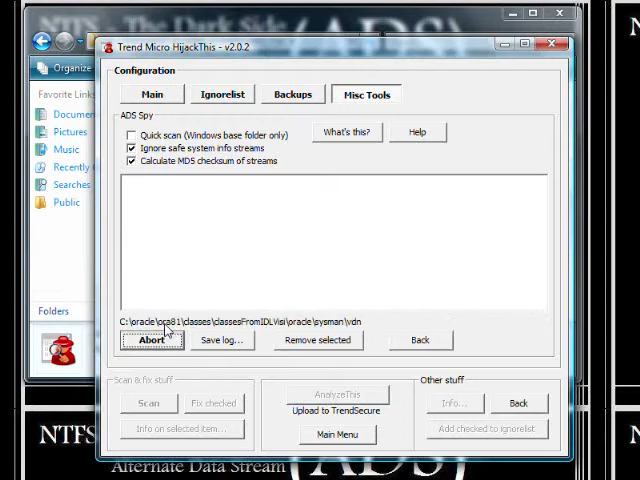 NTFS - The Dark Side
(ADS)
Trend Micro HijackThis - v2.0.2
Organize
Configuration
Favorite Links
Main
Ignorelist
Backups
Misc Tools
Documen
Pictures
Music
Recently
Searches
Public
ADS Spy
Quick scan (Windows base folder only)
What's this?
Help
Ignore safe system info streams
Calculate MD5 checksum of streams
Folders
C:\oracle\ora81\classes\classesFromIDLVisi\oracle\sysman\vdn
Abort
Save log...
Remove selected
Back
Scan & fix stuff
Other stuff
Scan
Fix checked
AnalyzeThis
Info...
Back
Upload to TrendSecure
Info on selected item...
Main Menu
Add checked to ignorelist
NTFS
Alternate Data Stream
(ADS)